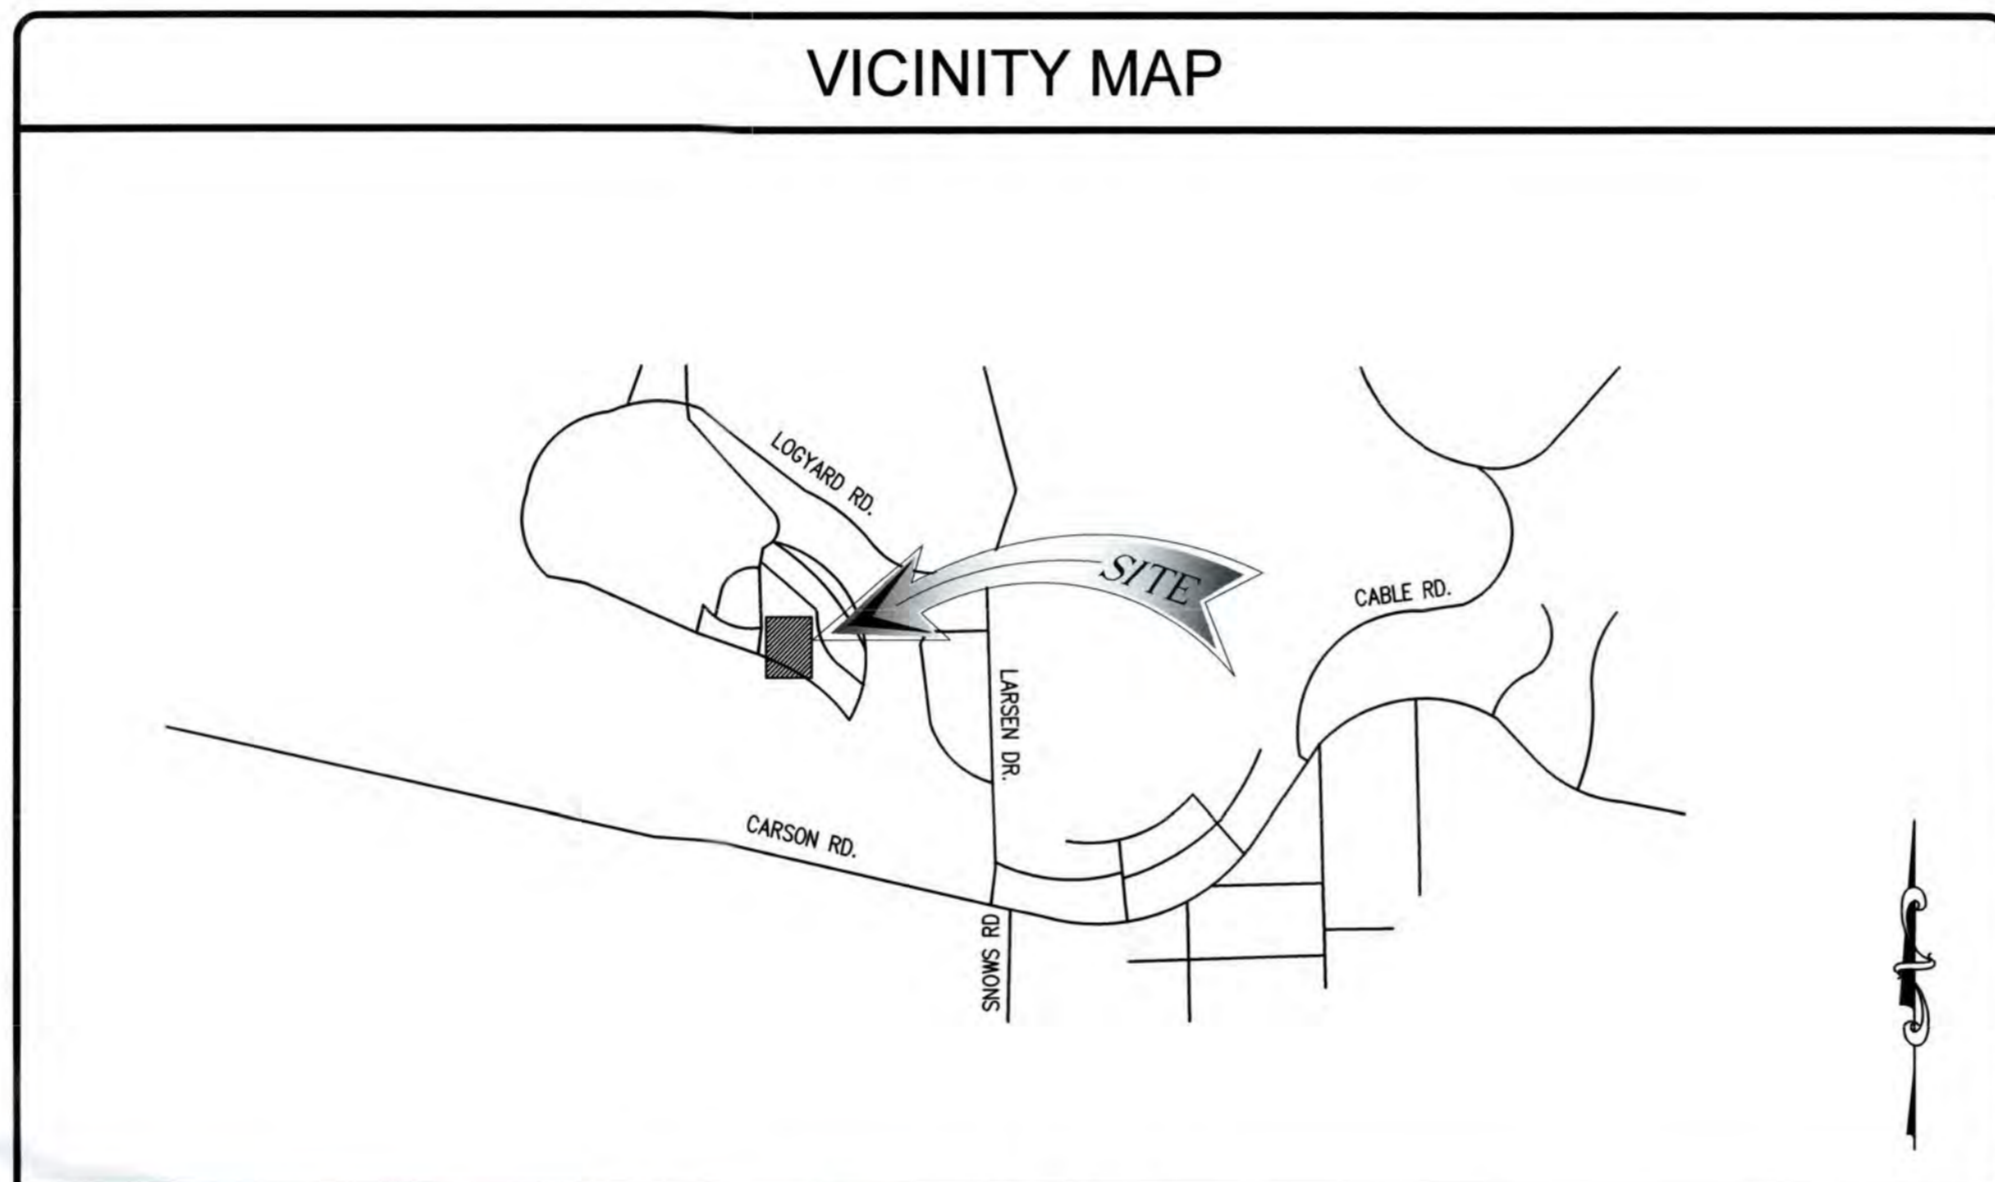 VICINITY MAP
LOGYARD RD.
SITE
CABLE RD.
LARSEN DR.
CARSON RD.
SNOWS RD